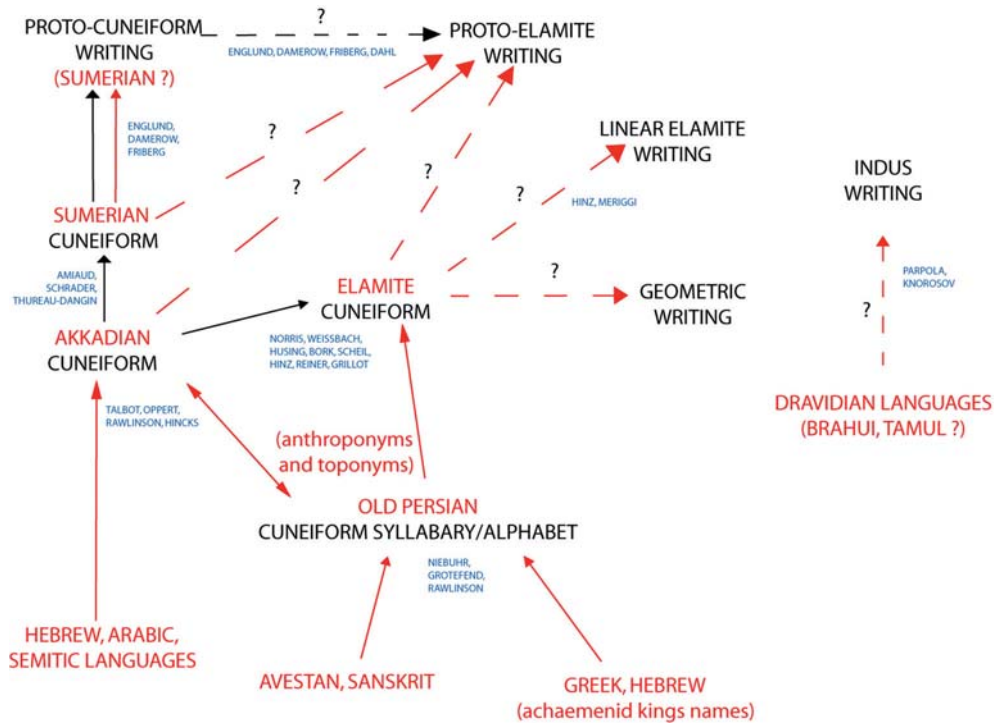 PROTO-CUNEIFORM
WRITING
(SUMERIAN ?)
?
ENGLUND, DAMEROW, FRIBERG, DAHL
PROTO-ELAMITE
WRITING
ENGLUND,
DAMEROW,
FRIBERG
?
?
?
LINEAR ELAMITE
WRITING
?
HINZ, MERIGGI
INDUS
WRITING
SUMERIAN
CUNEIFORM
AMIAUD,
SCHRADER,
THUREAU-DANGIN
ELAMITE
CUNEIFORM
?
GEOMETRIC
WRITING
PARPOLA,
KNOROSOV
?
AKKADIAN
CUNEIFORM
NORRIS, WEISSBACH,
HUSING, BORK, SCHEIL,
HINZ, REINER, GRILLOT
TALBOT, OPPERT,
RAWLINSON, HINCKS
DRAVIDIAN LANGUAGES
(BRAHUI, TAMUL ?)
(anthroponyms
and toponyms)
OLD PERSIAN
CUNEIFORM SYLLABARY/ALPHABET
NIEBUHR,
GROTEFEND,
RAWLINSON
HEBREW, ARABIC,
SEMITIC LANGUAGES
AVESTAN, SANSKRIT
GREEK, HEBREW
(achaemenid kings names)